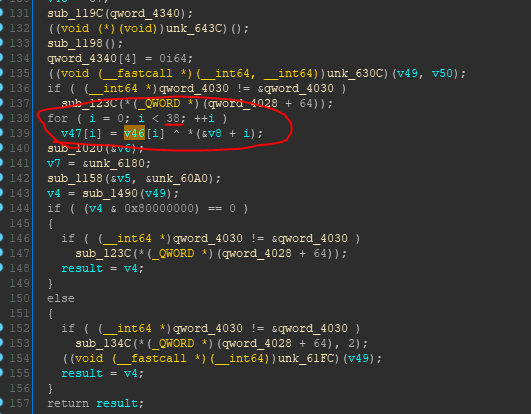 131 sub_119C(qword_4340);
132 ((void (*)(void))unk_643C)();
133 sub_1198();
134 qword_4340[4] = 0i64;
135 ((void (__fastcall *)(__int64, __int64))unk_630C)(v49, v50);
136 if ( (__int64 *)qword_4030 != &qword_4030 )
137 sub_123C(*(_QWORD *)(qword_4028 + 64));
138 for ( i = 0; i < 38; ++i )
139 v47[i] = v46[i] ^ *(&v8 + i);
140 sub_1020(&v6);
141 v7 = &unk_6180;
142 sub_1158(&v5, &unk_60A0);
143 v4 = sub_1490(v49);
144 if ( (v4 & 0x80000000) == 0 )
145 {
146 if ( (__int64 *)qword_4030 != &qword_4030 )
147 sub_123C(*(_QWORD *)(qword_4028 + 64));
148 result = v4;
149 }
150 else
151 {
152 if ( (__int64 *)qword_4030 != &qword_4030 )
153 sub_134C(*(_QWORD *)(qword_4028 + 64), 2);
154 ((void (__fastcall *)(__int64))unk_61FC)(v49);
155 result = v4;
156 }
157 return result;